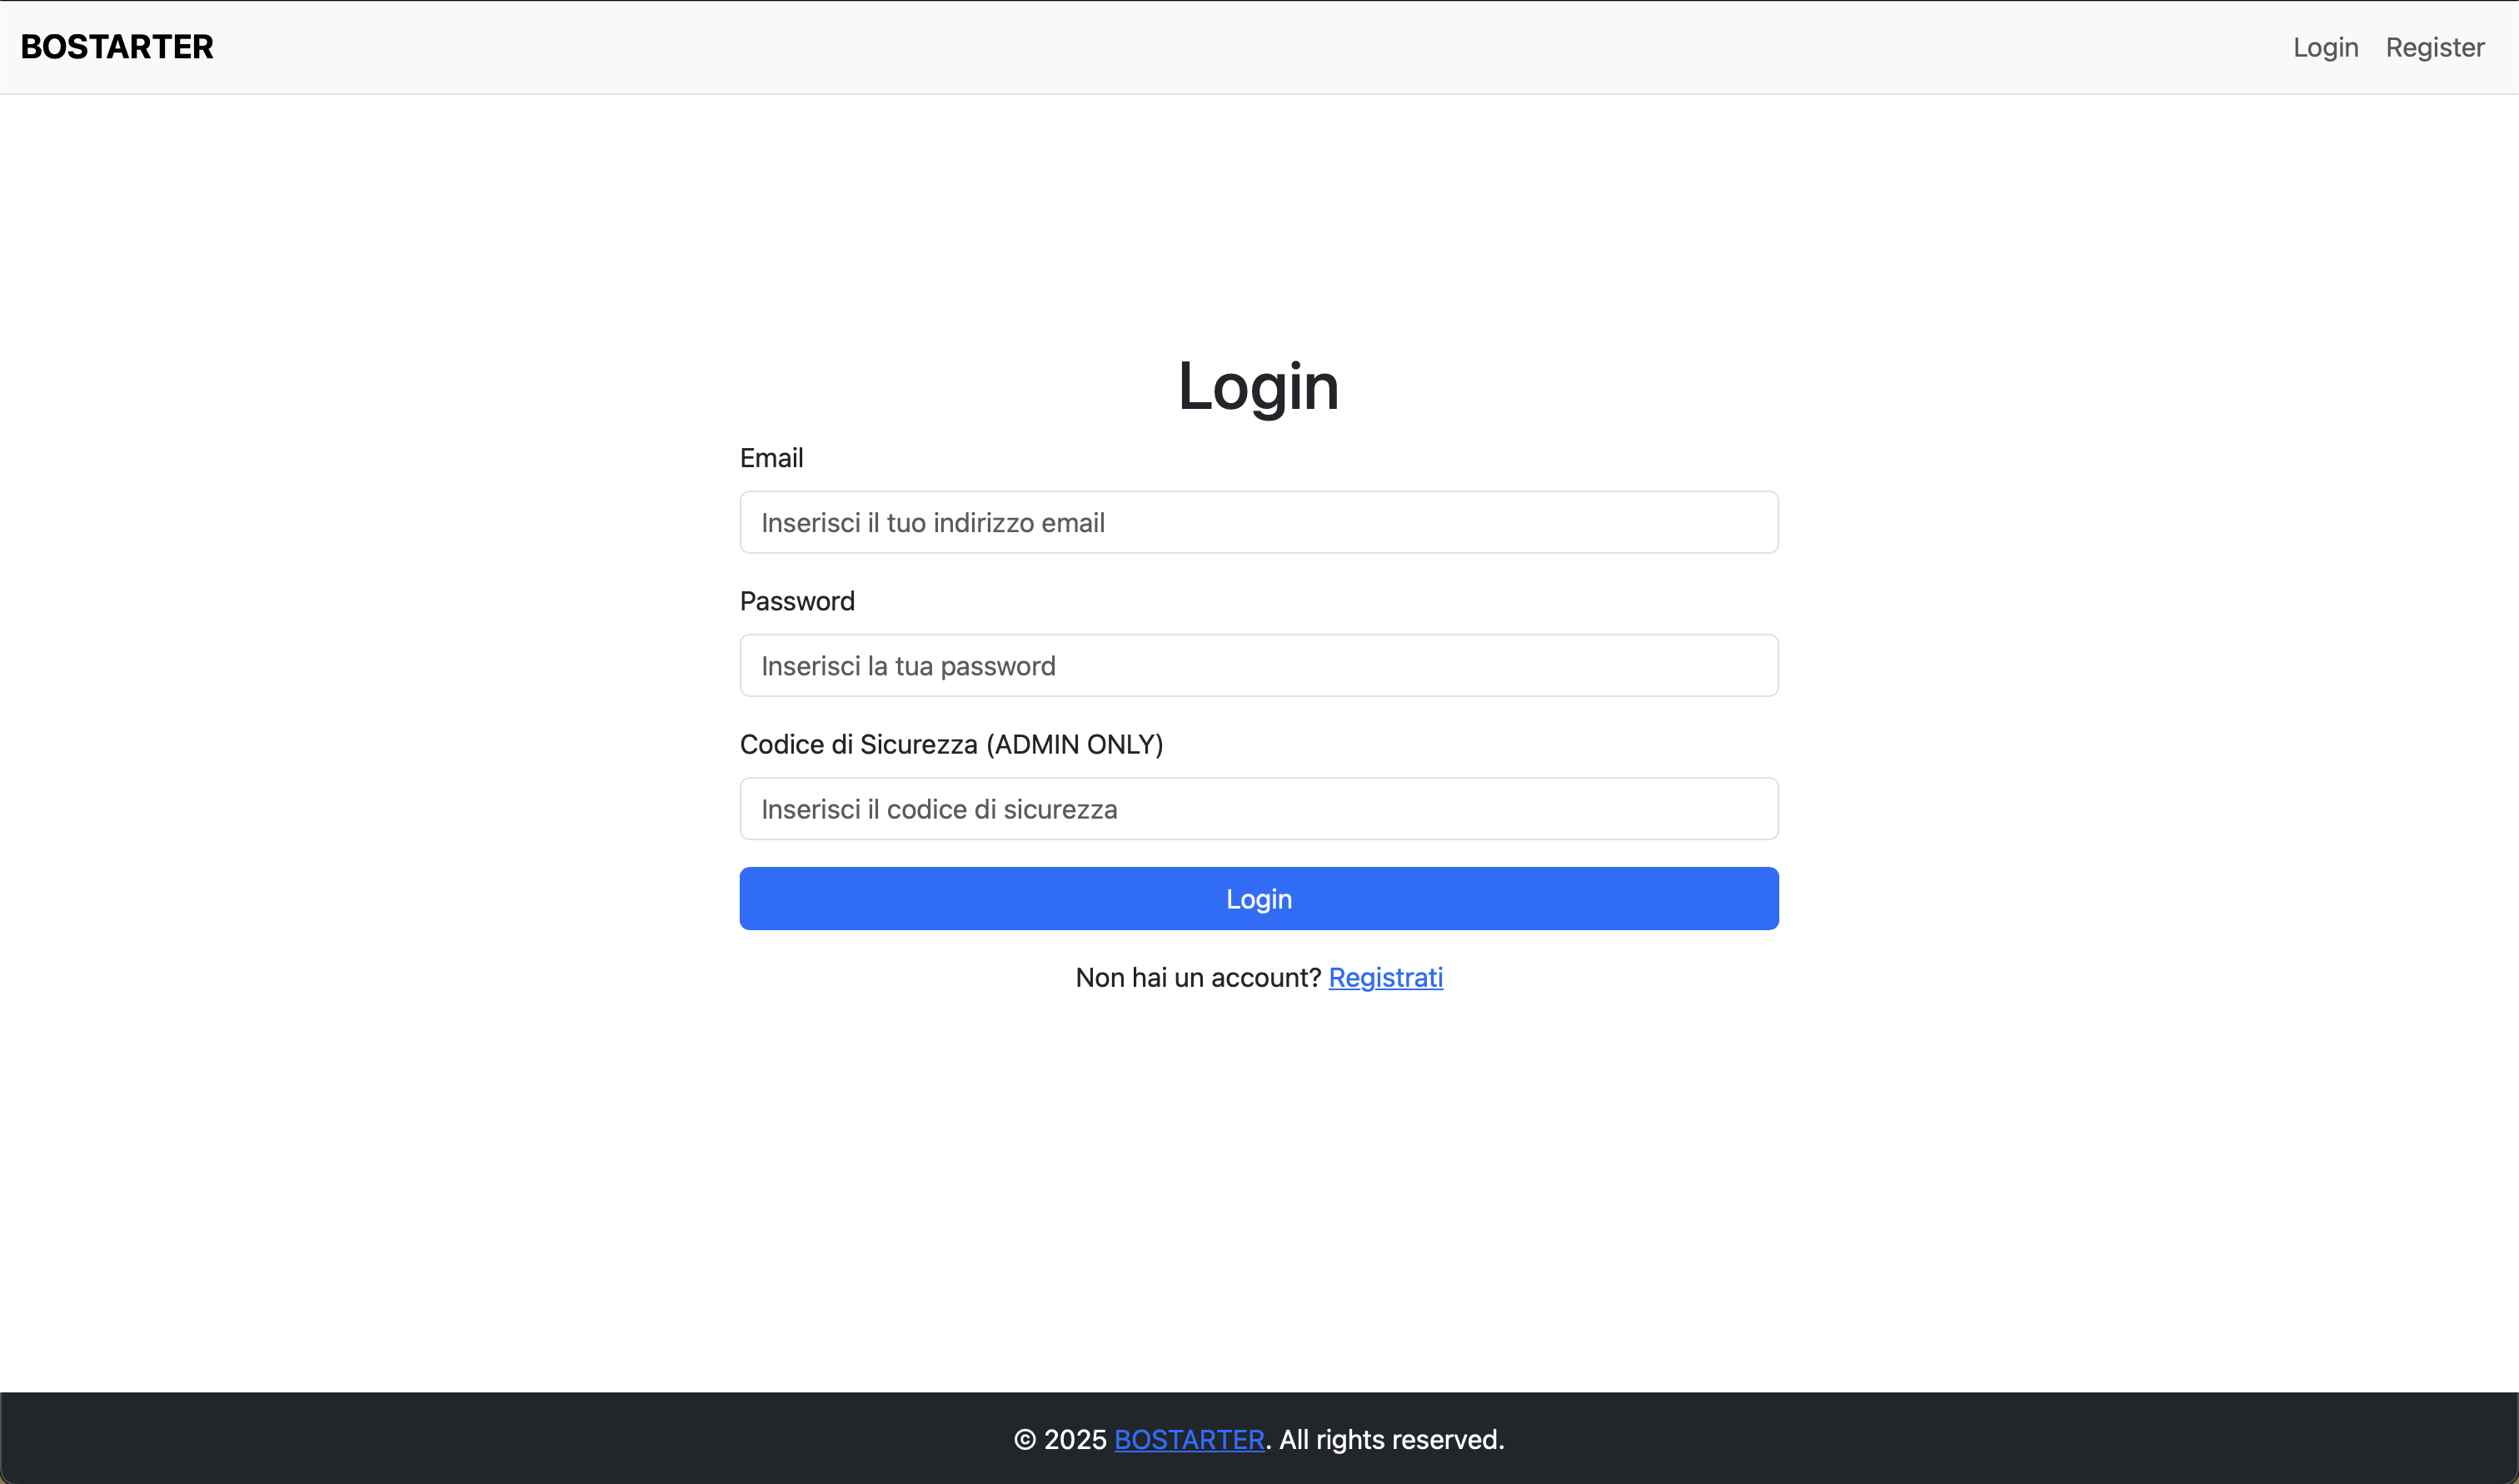 BOSTARTER
Login Register
Login
Email
Inserisci il tuo indirizzo email
Password
Inserisci la tua password
Codice di Sicurezza (ADMIN ONLY)
Inserisci il codice di sicurezza
Login
Non hai un account? Registrati
© 2025 BOSTARTER. All rights reserved.